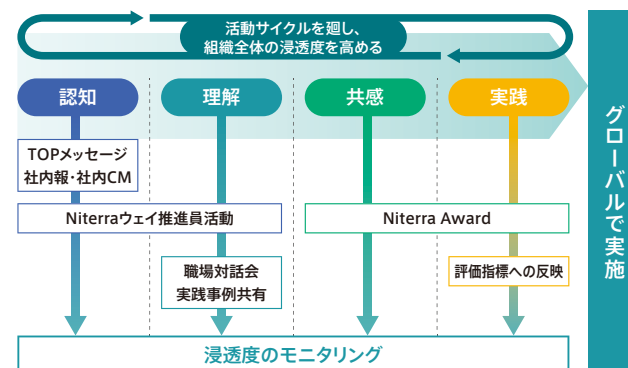 活動サイクルを廻し、
組織全体の浸透度を高める
認知
理解
共感
実践
TOPメッセージ
社内報・社内CM
Niterraウェイ推進員活動
Niterra Award
職場対話会
実践事例共有
評価指標への反映
浸透度のモニタリング
グローバルで実施